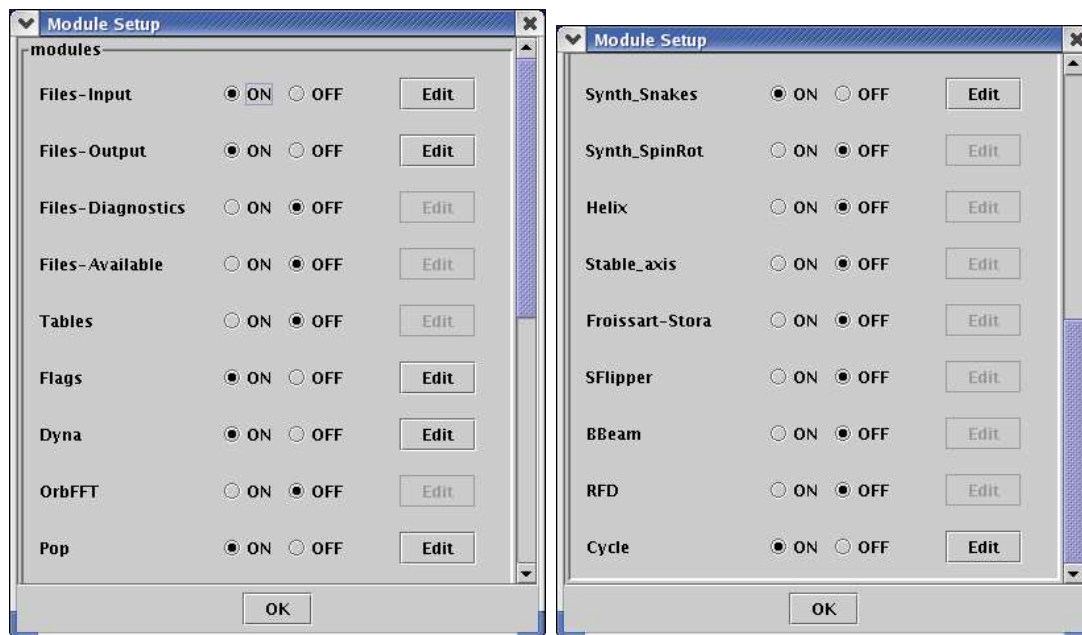 Module Setup
modules
Files-Input ON OFF Edit
Files-Output ON OFF Edit
Files-Diagnostics ON OFF Edit
Files-Available ON OFF Edit
Tables ON OFF Edit
Flags ON OFF Edit
Dyna ON OFF Edit
OrbFFT ON OFF Edit
Pop ON OFF Edit
OK
Module Setup
Synth_Snakes ON OFF Edit
Synth_SpinRot ON OFF Edit
Helix ON OFF Edit
Stable_axis ON OFF Edit
Froissart-Stora ON OFF Edit
SFlipper ON OFF Edit
BBeam ON OFF Edit
RFD ON OFF Edit
Cycle ON OFF Edit
OK